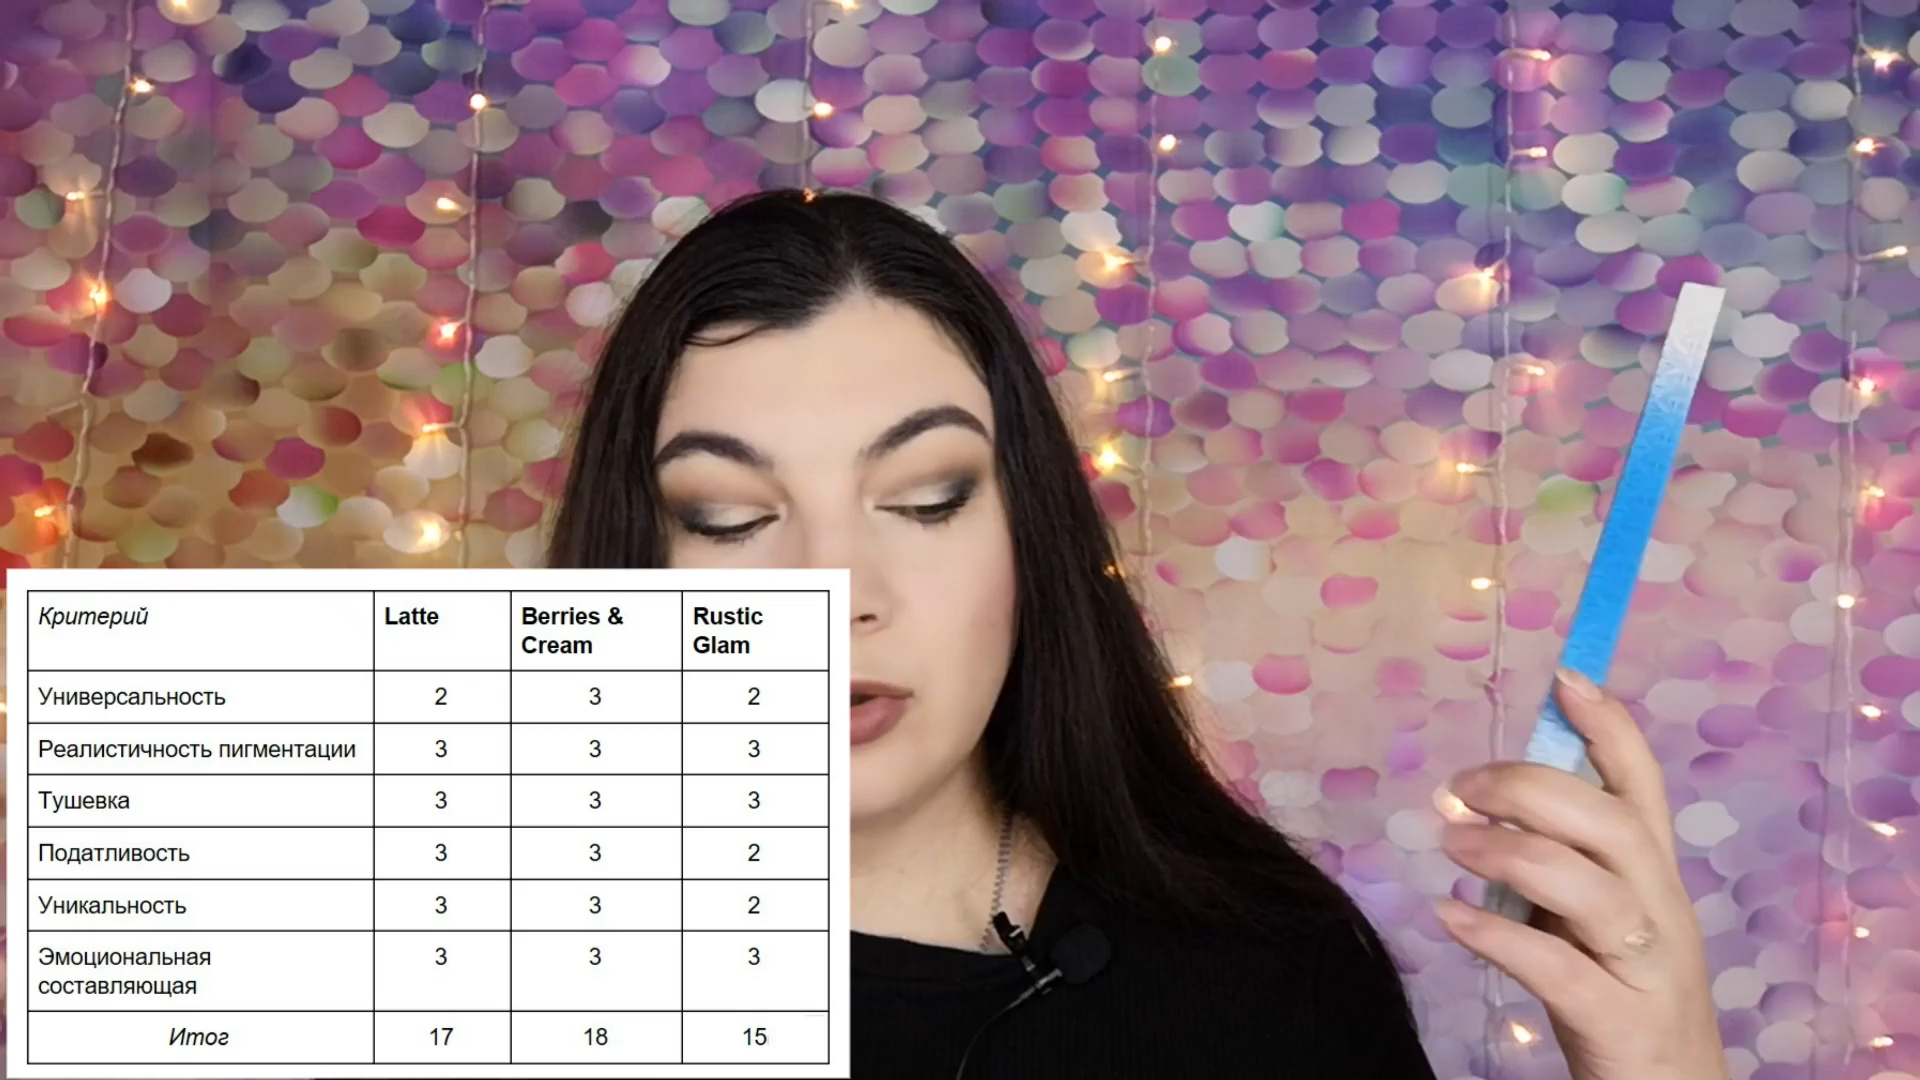 Критерий Latte Berries & Cream Rustic Glam
Универсальность 2 3 2
Реалистичность пигментации 3 3 3
Тушевка 3 3 3
Податливость 3 3 2
Уникальность 3 3 2
Эмоциональная составляющая 3 3 3
Итог 17 18 15